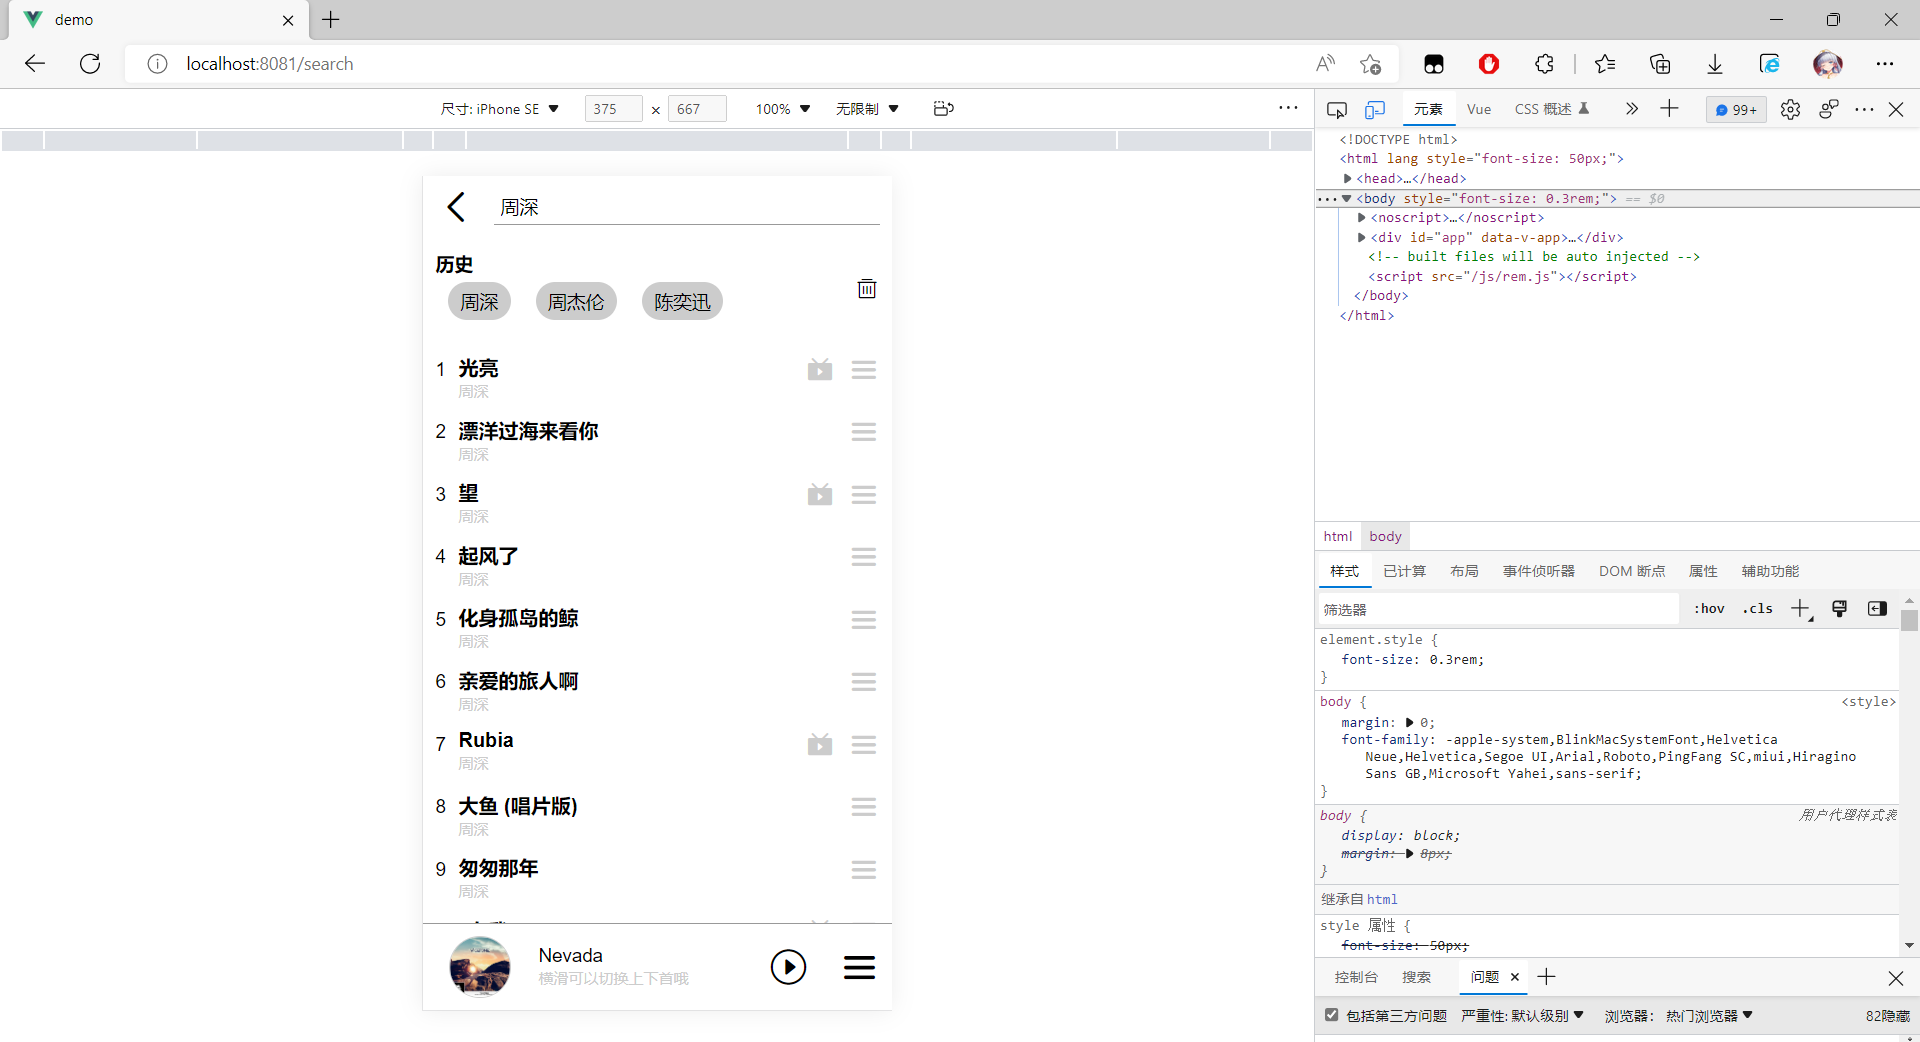 demo
localhost:8081/search
尺寸: iPhone SE 375 × 667 100% 无限制
周深
历史
周深 周杰伦 陈奕迅
1 光亮
周深
2 漂洋过海来看你
周深
3 望
周深
4 起风了
周深
5 化身孤岛的鲸
周深
6 亲爱的旅人啊
周深
7 Rubia
周深
8 大鱼 (唱片版)
周深
9 匆匆那年
周深
Nevada
横滑可以切换上下首哦
元素 Vue CSS 概述 99+
<!DOCTYPE html>
<html lang style="font-size: 50px;">
<head>…</head>
<body style="font-size: 0.3rem;"> == $0
<noscript>…</noscript>
<div id="app" data-v-app>…</div>
<!-- built files will be auto injected -->
<script src="/js/rem.js"></script>
</body>
</html>
html body
样式 已计算 布局 事件侦听器 DOM 断点 属性 辅助功能
筛选器 :hov .cls
element.style {
font-size: 0.3rem;
}
body { <style>
margin: 0;
font-family: -apple-system,BlinkMacSystemFont,Helvetica
Neue,Helvetica,Segoe UI,Arial,Roboto,PingFang SC,miui,Hiragino
Sans GB,Microsoft Yahei,sans-serif;
}
body { 用户代理样式表
display: block;
margin: 8px;
}
继承自 html
style 属性 {
font-size: 50px;
控制台 搜索 问题
包括第三方问题 严重性: 默认级别 浏览器: 热门浏览器 82隐藏